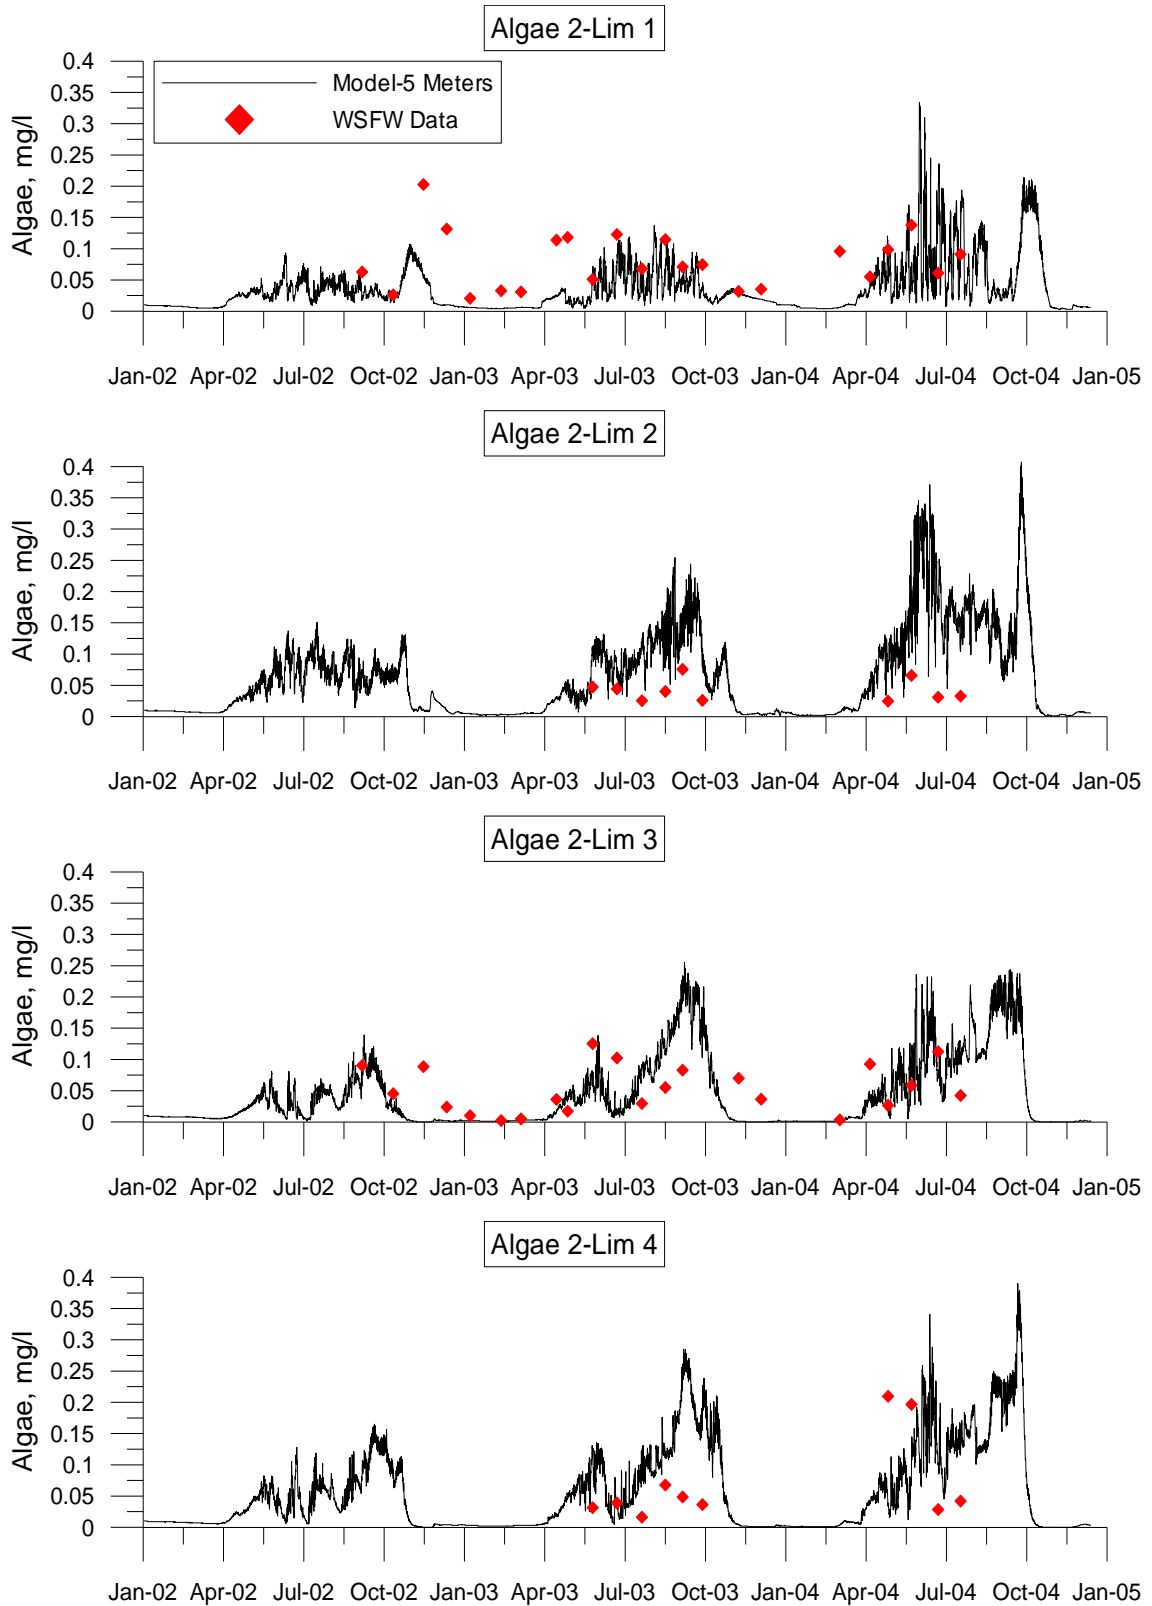 Algae 2-Lim 1
0.4
0.35
0.3
0.25
0.2
0.15
0.1
0.05
0
Algae, mg/l
Model-5 Meters
WSFW Data
Jan-02 Apr-02 Jul-02 Oct-02 Jan-03 Apr-03 Jul-03 Oct-03 Jan-04 Apr-04 Jul-04 Oct-04 Jan-05
Algae 2-Lim 2
0.4
0.35
0.3
0.25
0.2
0.15
0.1
0.05
0
Algae, mg/l
Jan-02 Apr-02 Jul-02 Oct-02 Jan-03 Apr-03 Jul-03 Oct-03 Jan-04 Apr-04 Jul-04 Oct-04 Jan-05
Algae 2-Lim 3
0.4
0.35
0.3
0.25
0.2
0.15
0.1
0.05
0
Algae, mg/l
Jan-02 Apr-02 Jul-02 Oct-02 Jan-03 Apr-03 Jul-03 Oct-03 Jan-04 Apr-04 Jul-04 Oct-04 Jan-05
Algae 2-Lim 4
0.4
0.35
0.3
0.25
0.2
0.15
0.1
0.05
0
Algae, mg/l
Jan-02 Apr-02 Jul-02 Oct-02 Jan-03 Apr-03 Jul-03 Oct-03 Jan-04 Apr-04 Jul-04 Oct-04 Jan-05